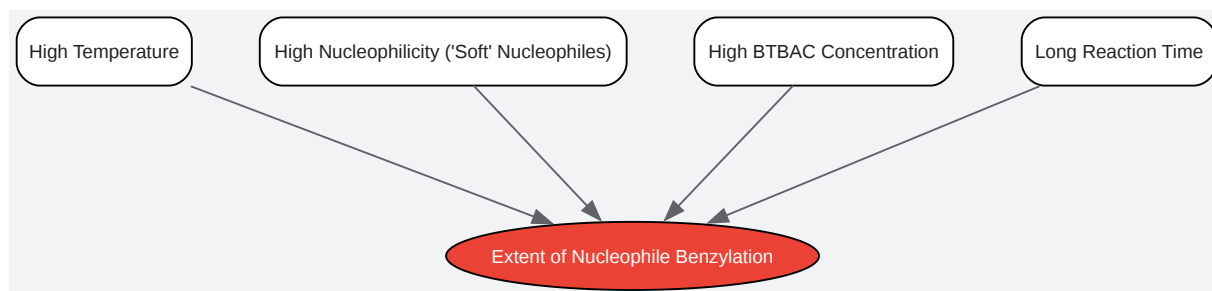 High Temperature
High Nucleophilicity ('Soft' Nucleophiles)
High BTBAC Concentration
Long Reaction Time
Extent of Nucleophile Benzylation